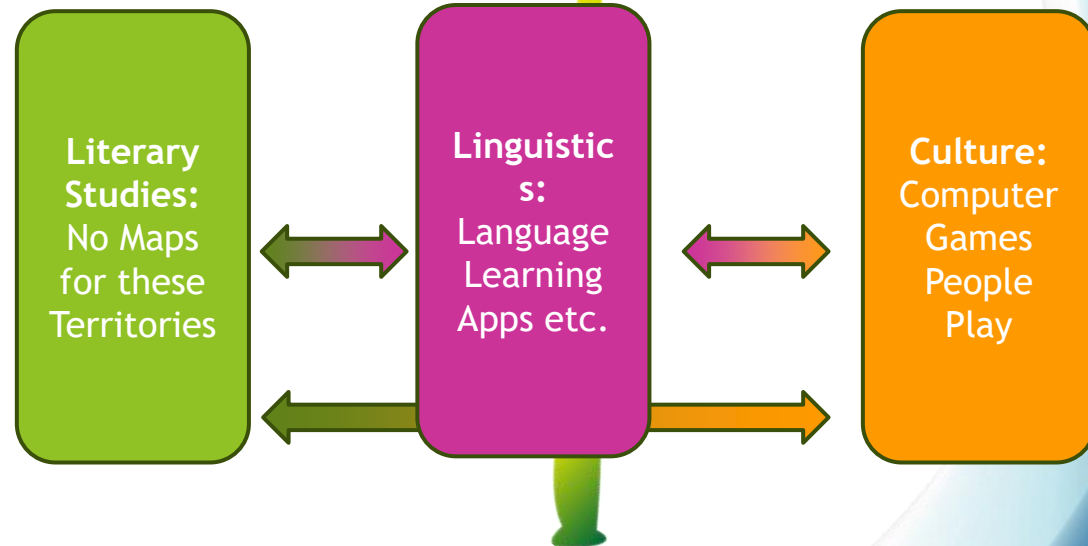 Literary
Studies:
No Maps
for these
Territories
Linguistic
s:
Language
Learning
Apps etc.
Culture:
Computer
Games
People
Play